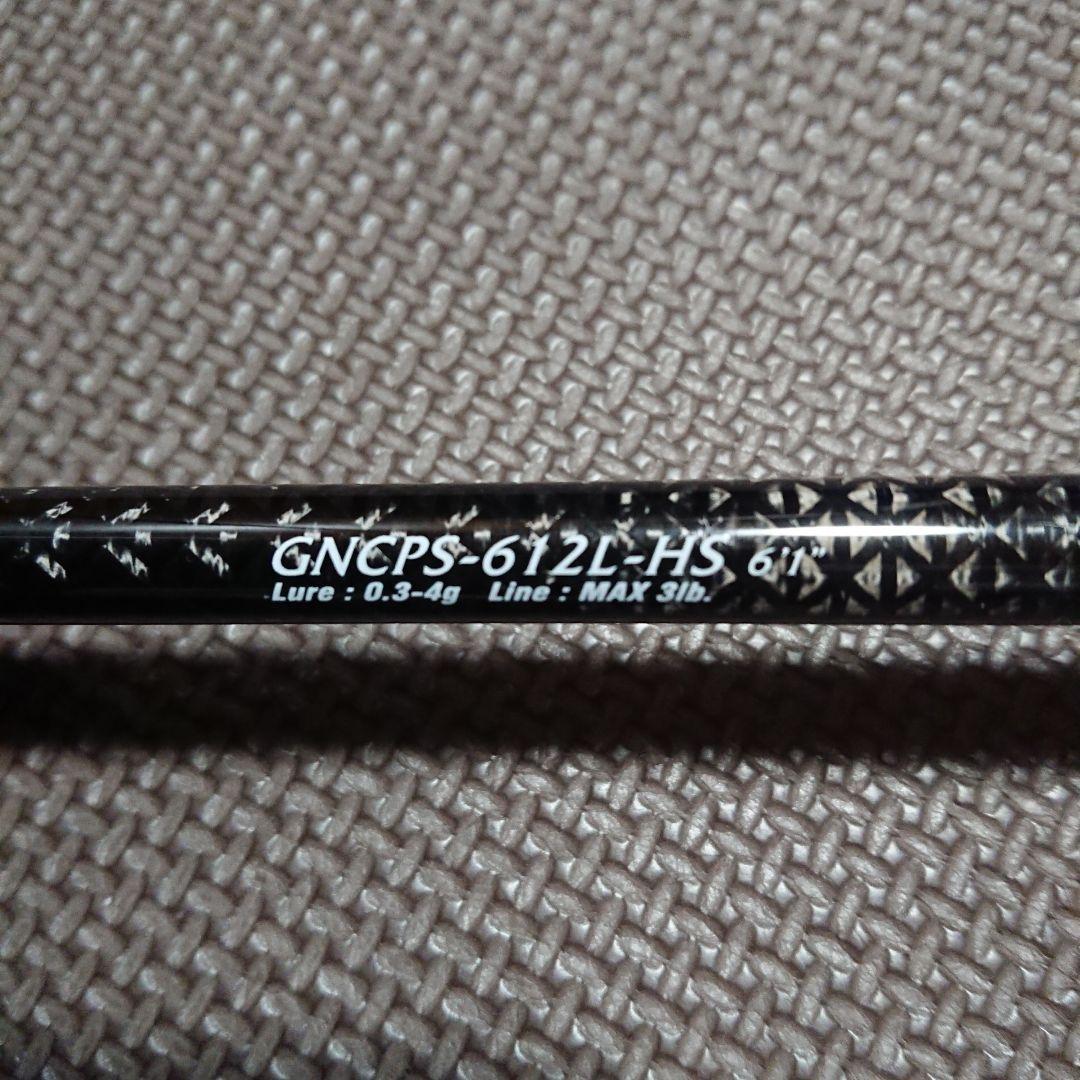 GNCPS-612L-HS 6'1"
Lure : 0.3-4g Line : MAX 3lb.